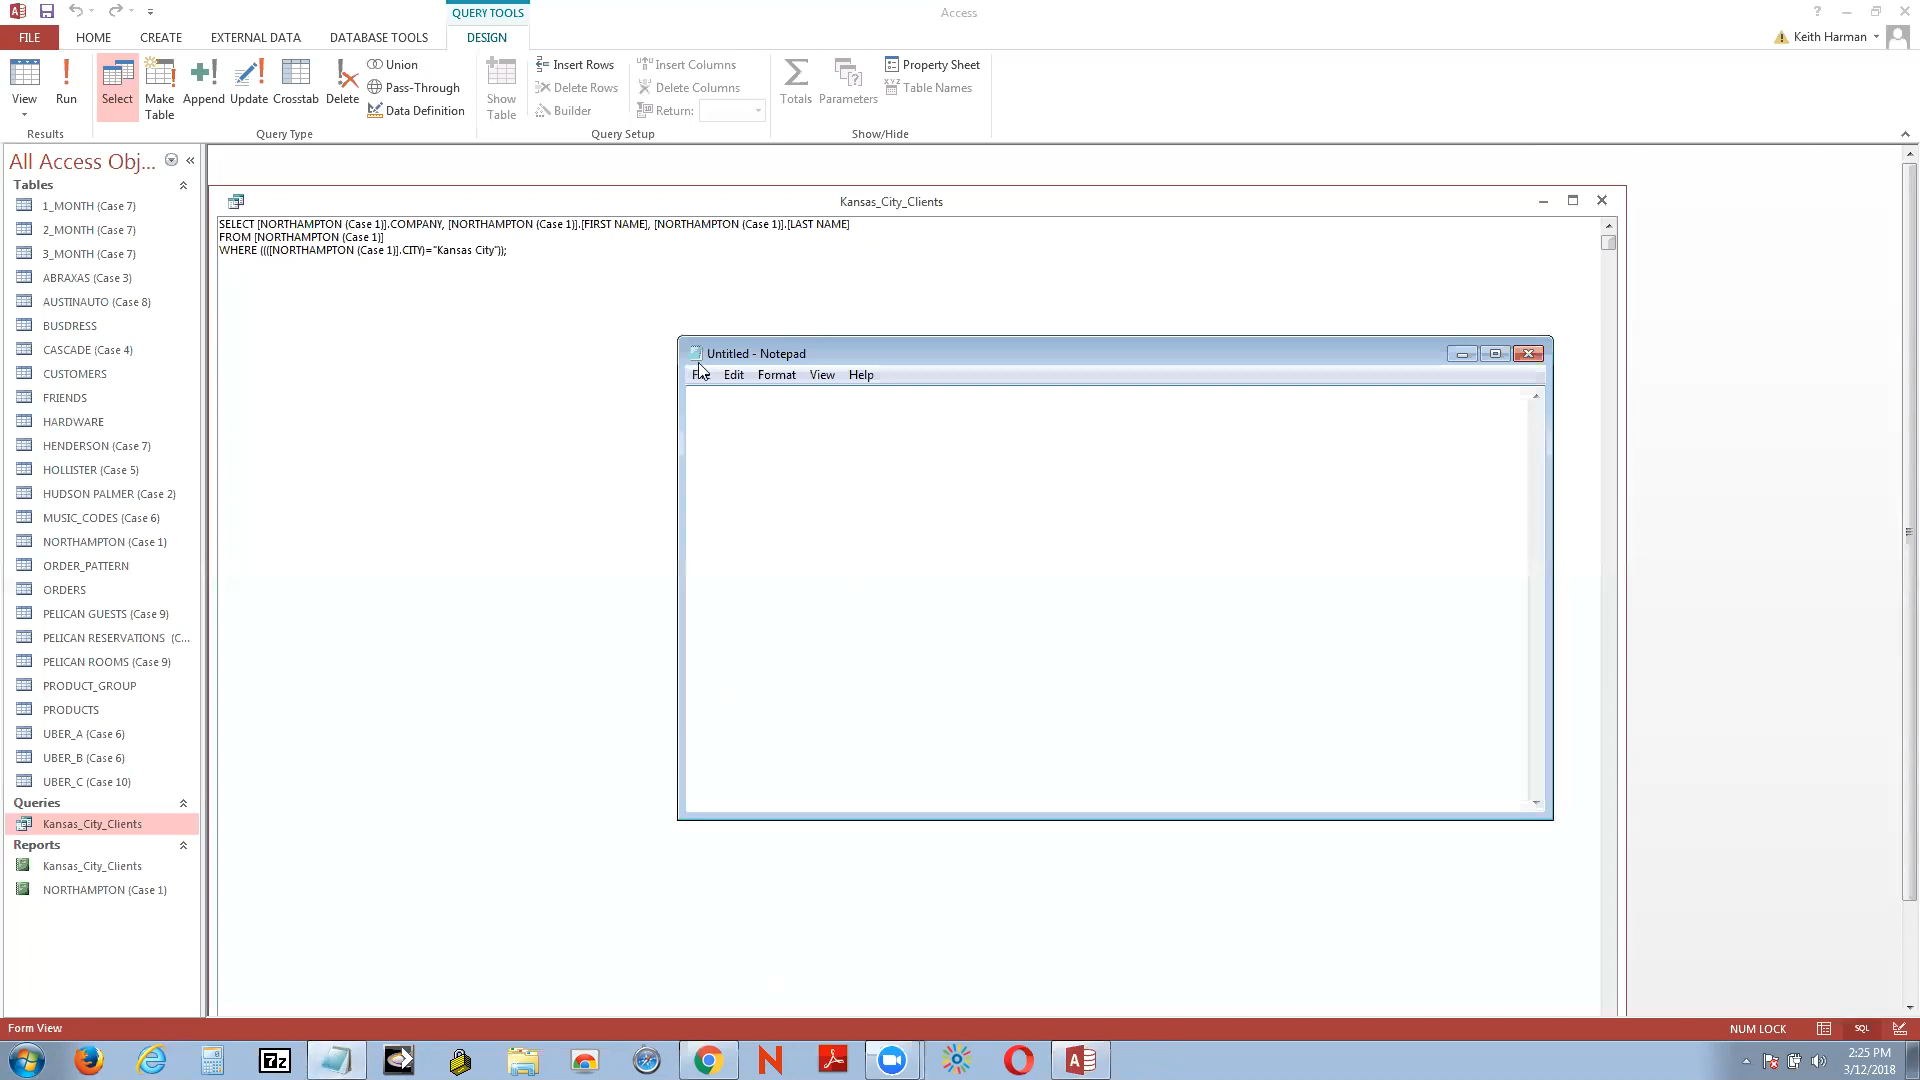 QUERY TOOLS
Access
FILE
HOME
CREATE
EXTERNAL DATA
DATABASE TOOLS
DESIGN
Keith Harman
View
Run
Select
Make Table
Append
Update
Crosstab
Delete
Union
Pass-Through
Data Definition
Show Table
Insert Rows
Delete Rows
Builder
Insert Columns
Delete Columns
Return:
Totals
Parameters
Property Sheet
Table Names
Results
Query Type
Query Setup
Show/Hide
All Access Obj...
Tables
1_MONTH (Case 7)
2_MONTH (Case 7)
3_MONTH (Case 7)
ABRAXAS (Case 3)
AUSTINAUTO (Case 8)
BUSDRESS
CASCADE (Case 4)
CUSTOMERS
FRIENDS
HARDWARE
HENDERSON (Case 7)
HOLLISTER (Case 5)
HUDSON PALMER (Case 2)
MUSIC_CODES (Case 6)
NORTHAMPTON (Case 1)
ORDER_PATTERN
ORDERS
PELICAN GUESTS (Case 9)
PELICAN RESERVATIONS (C...
PELICAN ROOMS (Case 9)
PRODUCT_GROUP
PRODUCTS
UBER_A (Case 6)
UBER_B (Case 6)
UBER_C (Case 10)
Queries
Kansas_City_Clients
Reports
Kansas_City_Clients
NORTHAMPTON (Case 1)
Kansas_City_Clients
SELECT [NORTHAMPTON (Case 1)].COMPANY, [NORTHAMPTON (Case 1)].[FIRST NAME], [NORTHAMPTON (Case 1)].[LAST NAME]
FROM [NORTHAMPTON (Case 1)]
WHERE ((([NORTHAMPTON (Case 1)].CITY)="Kansas City"));
Untitled - Notepad
File
Edit
Format
View
Help
Form View
NUM LOCK
SQL
7z
2:25 PM
3/12/2018